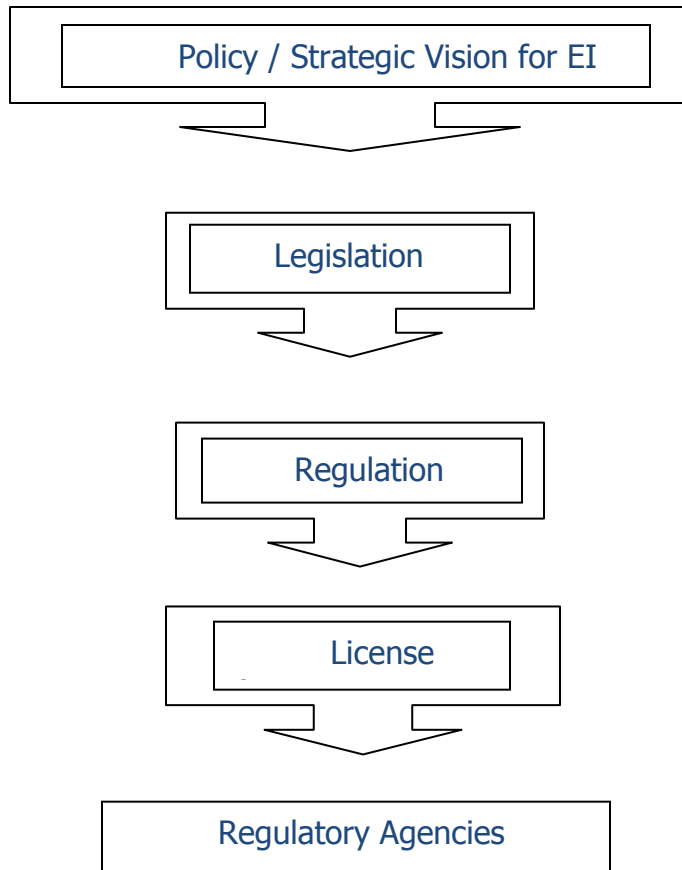 Policy / Strategic Vision for EI
Legislation
Regulation
License
Regulatory Agencies